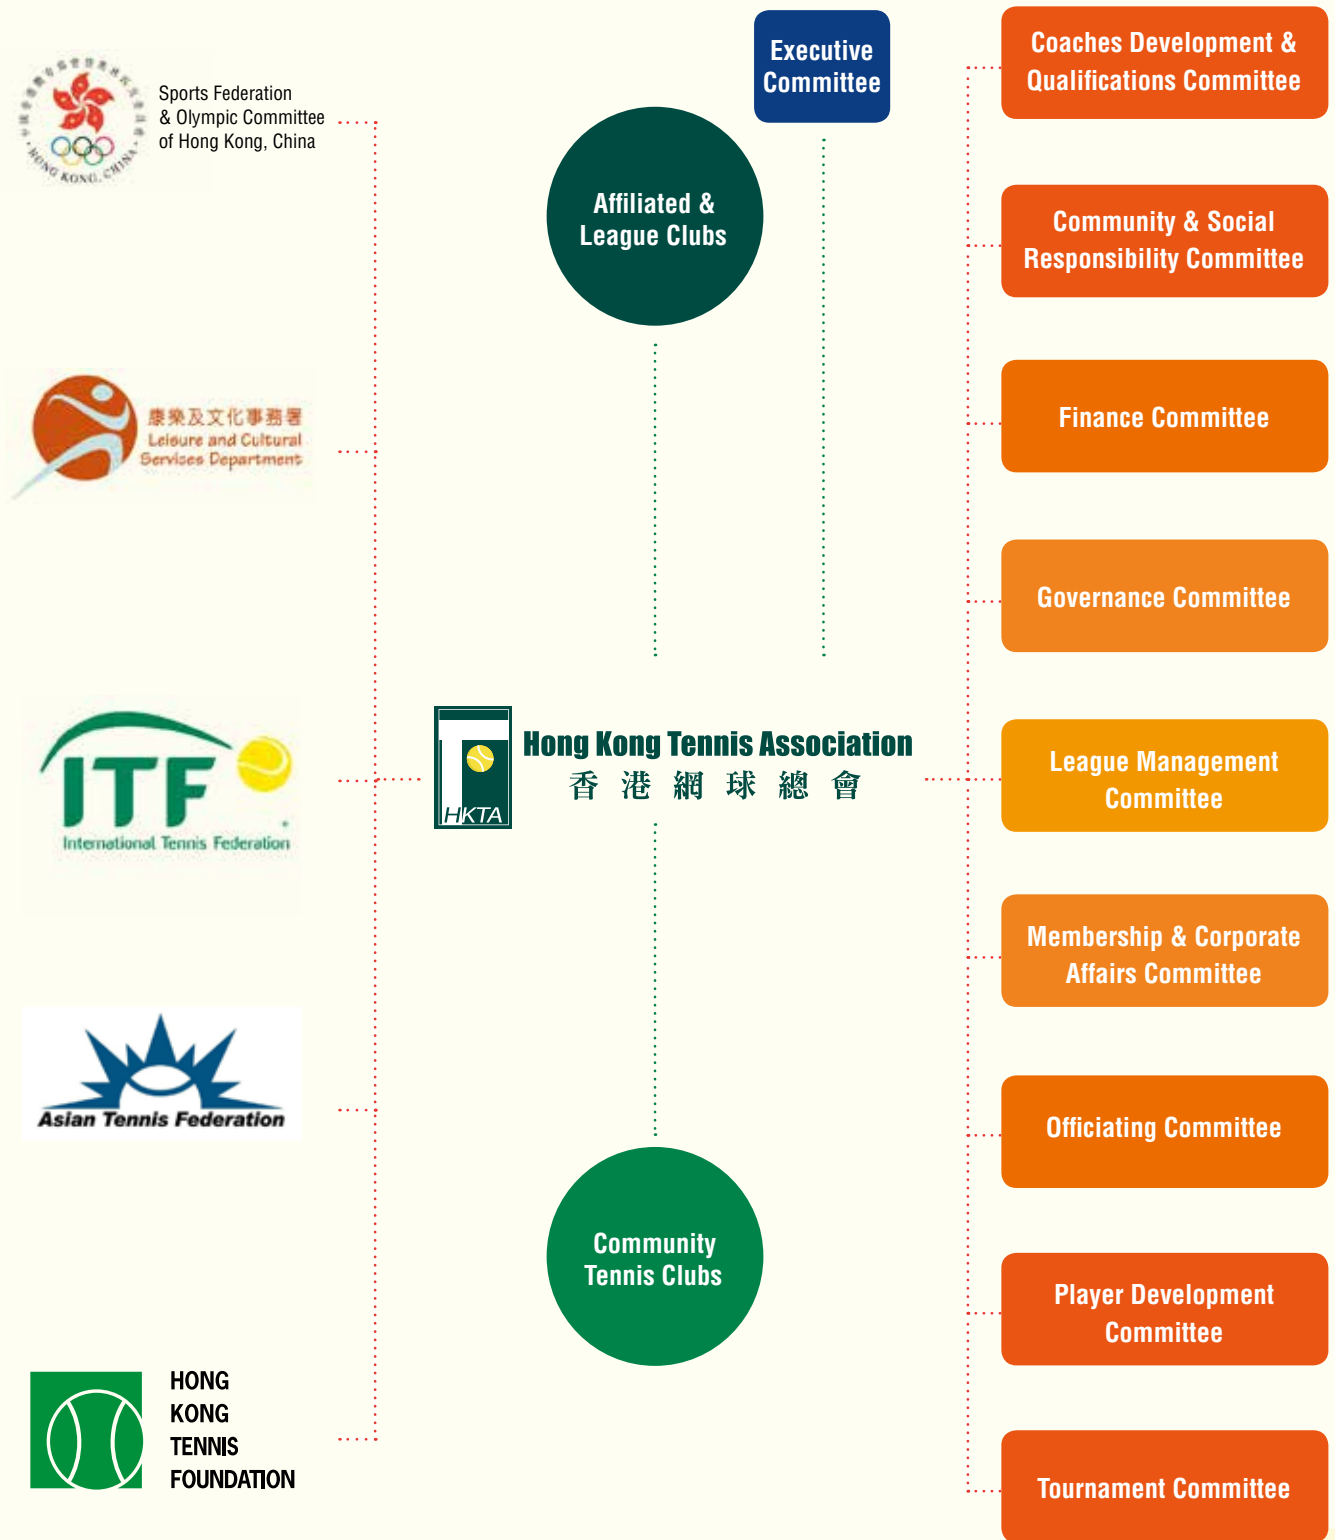 Sports Federation
& Olympic Committee
of Hong Kong, China
HONG KONG, CHINA
康樂及文化事務署
Leisure and Cultural
Services Department
ITF
International Tennis Federation
Asian Tennis Federation
HONG
KONG
TENNIS
FOUNDATION
Executive
Committee
Affiliated &
League Clubs
HKTA
Hong Kong Tennis Association
香港網球總會
Community
Tennis Clubs
Coaches Development &
Qualifications Committee
Community & Social
Responsibility Committee
Finance Committee
Governance Committee
League Management
Committee
Membership & Corporate
Affairs Committee
Officiating Committee
Player Development
Committee
Tournament Committee